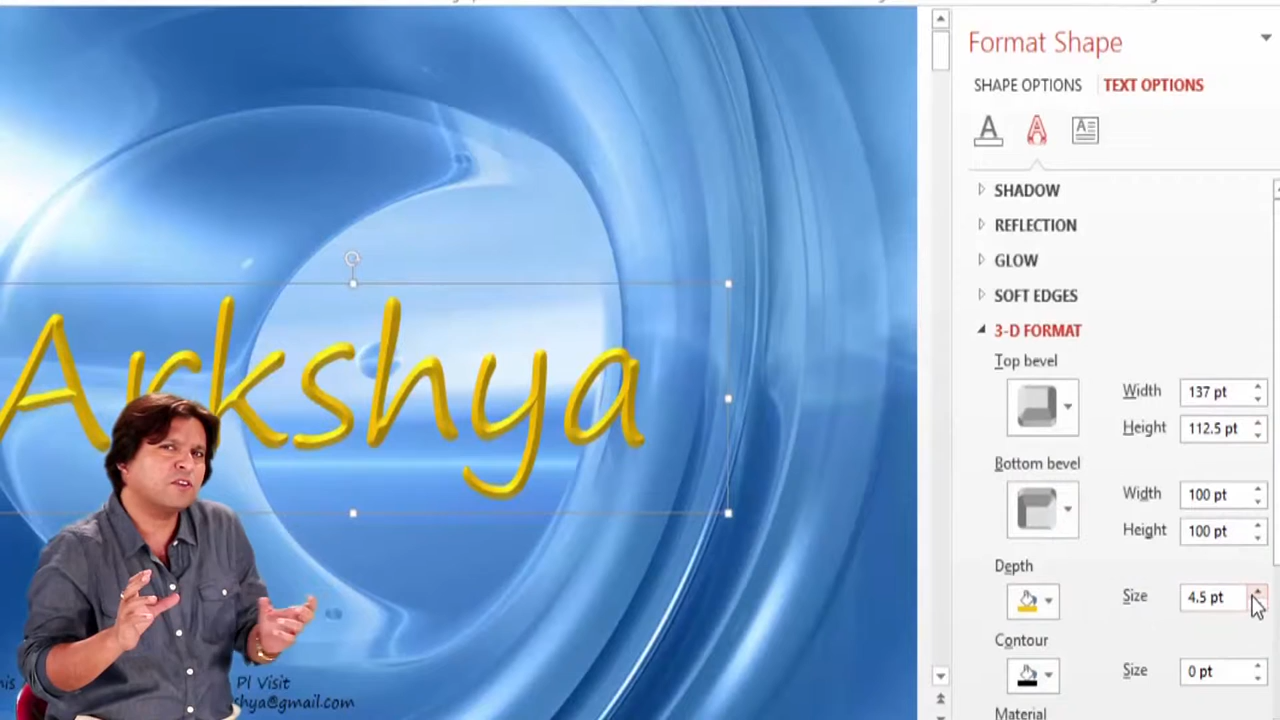 Format Shape
SHAPE OPTIONS TEXT OPTIONS
SHADOW
REFLECTION
GLOW
SOFT EDGES
3-D FORMAT
Top bevel
Width 137 pt
Height 112.5 pt
Bottom bevel
Width 100 pt
Height 100 pt
Depth
Size 4.5 pt
Contour
Size 0 pt
Material
Arkshya
Pl Visit
shya@gmail.com